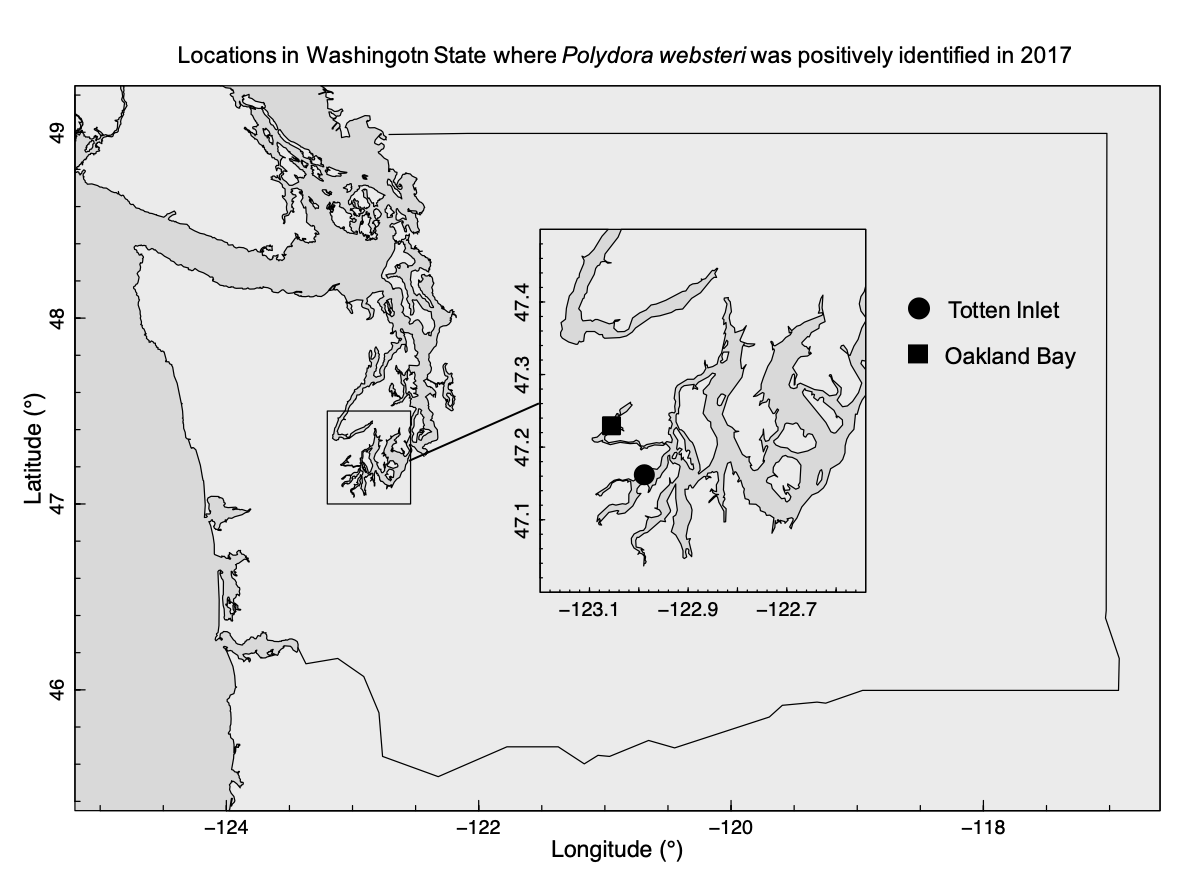 Locations in Washingotn State where Polydora websteri was positively identified in 2017
49
48
47
46
Latitude (°)
47.4
47.3
47.2
47.1
−123.1 −122.9 −122.7
Totten Inlet
Oakland Bay
−124 −122 −120 −118
Longitude (°)